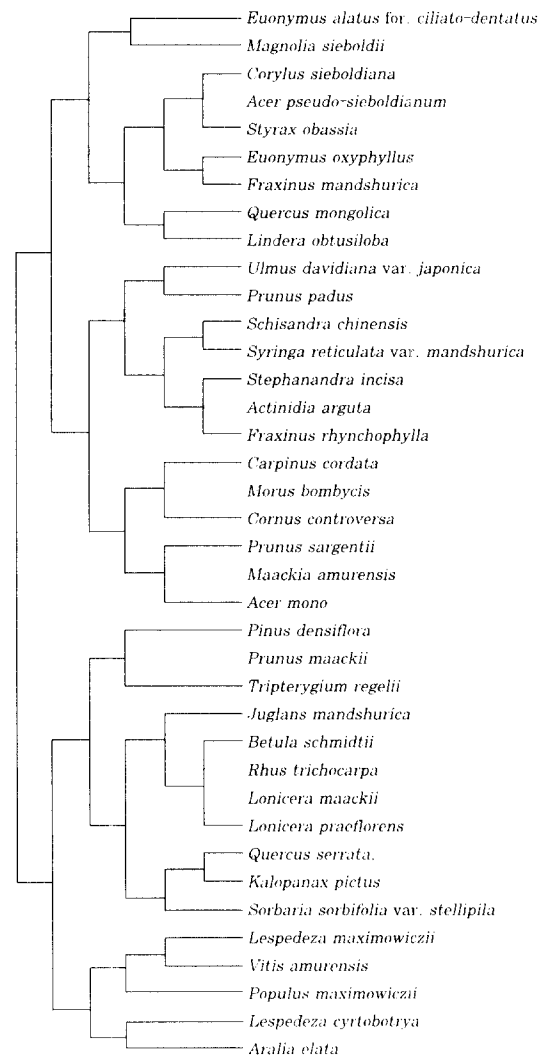 Euonymus alatus for. ciliato-dentatus
Magnolia sieboldii
Corylus sieboldiana
Acer pseudo-sieboldianum
Styrax obassia
Euonymus oxyphyllus
Fraxinus mandshurica
Quercus mongolica
Lindera obtusiloba
Ulmus davidiana var. japonica
Prunus padus
Schisandra chinensis
Syringa reticulata var. mandshurica
Stephanandra incisa
Actinidia arguta
Fraxinus rhynchophylla
Carpinus cordata
Morus bombycis
Cornus controversa
Prunus sargentii
Maackia amurensis
Acer mono
Pinus densiflora
Prunus maackii
Tripterygium regelii
Juglans mandshurica
Betula schmidtii
Rhus trichocarpa
Lonicera maackii
Lonicera praeflorens
Quercus serrata.
Kalopanax pictus
Sorbaria sorbifolia var. stellipila
Lespedeza maximowiczii
Vitis amurensis
Populus maximowiczii
Lespedeza cyrtobotrya
Aralia elata